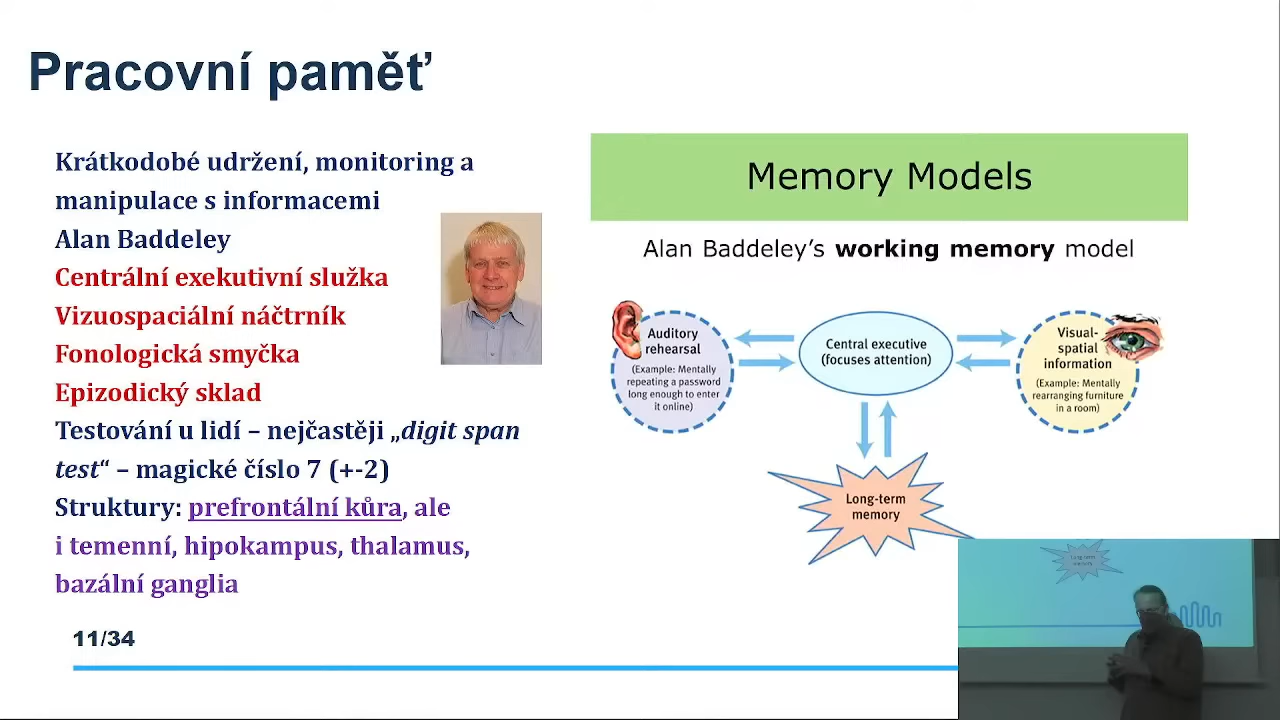 Pracovní paměť
Krátkodobé udržení, monitoring a
manipulace s informacemi
Alan Baddeley
Centrální exekutivní služka
Vizuospaciální náčtrník
Fonologická smyčka
Epizodický sklad
Testování u lidí – nejčastěji „digit span
test“ – magické číslo 7 (+-2)
Struktury: prefrontální kůra, ale
i temenní, hipokampus, thalamus,
bazální ganglia
11/34
Memory Models
Alan Baddeley’s working memory model
Auditory
rehearsal
(Example: Mentally
repeating a password
long enough to enter
it online)
Central executive
(focuses attention)
Visual-
spatial
information
(Example: Mentally
rearranging furniture
in a room)
Long-term
memory
Long-term
memory